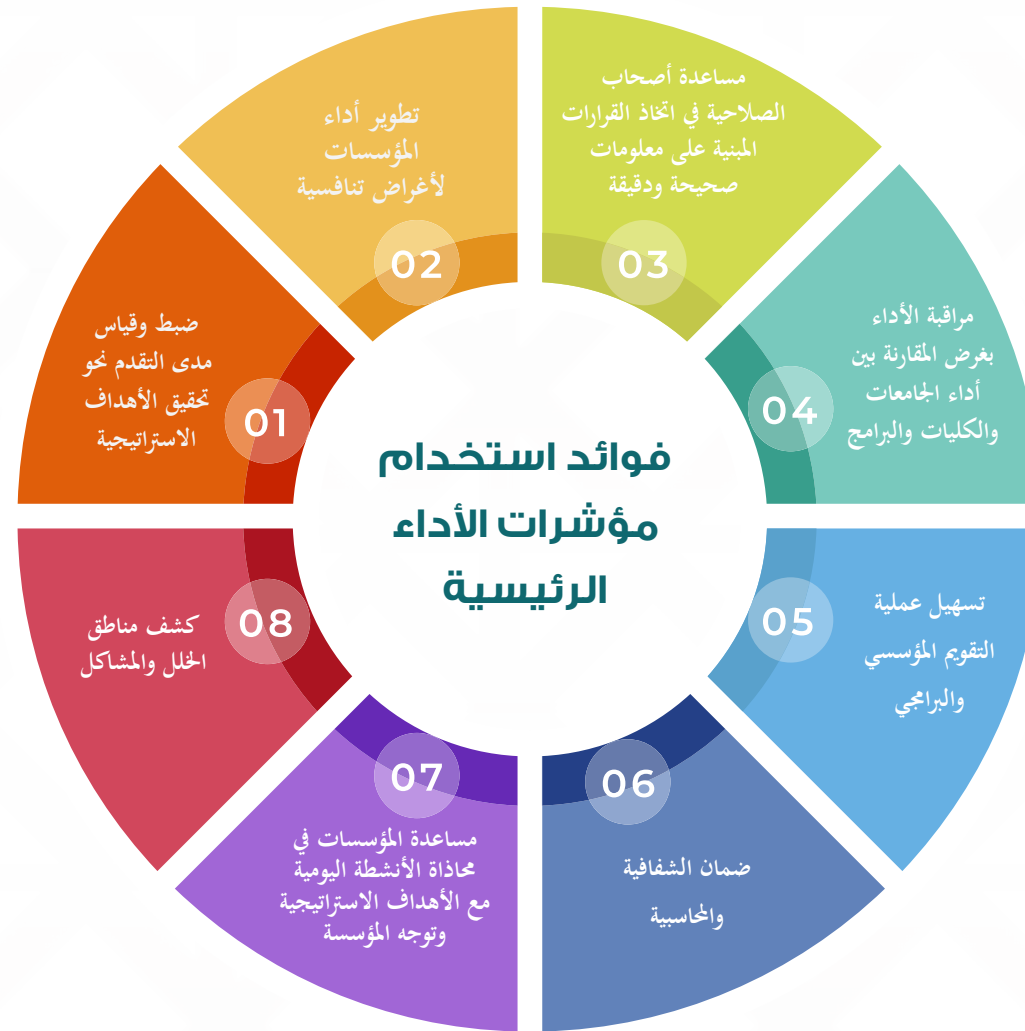 فوائد استخدام
مؤشرات الأداء
الرئيسية
01
ضبط وقياس
مدى التقدم نحو
تحقيق الأهداف
الاستراتيجية
02
تطوير أداء
المؤسسات
لأغراض تنافسية
03
مساعدة أصحاب
الصلاحية في اتخاذ القرارات
المبنية على معلومات
صحيحة ودقيقة
04
مراقبة الأداء
بغرض المقارنة بين
أداء الجامعات
والكليات والبرامج
05
تسهيل عملية
التقويم المؤسسي
والبرامجي
06
ضمان الشفافية
والمحاسبية
07
مساعدة المؤسسات في
محاذاة الأنشطة اليومية
مع الأهداف الاستراتيجية
وتوجه المؤسسة
08
كشف مناطق
الخلل والمشاكل